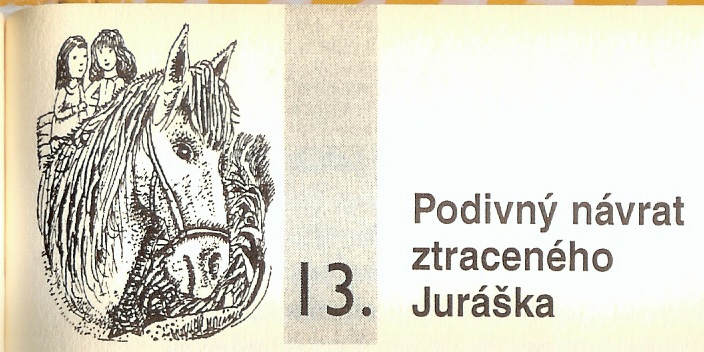 13.
Podivný návrat
ztraceného
Juráška